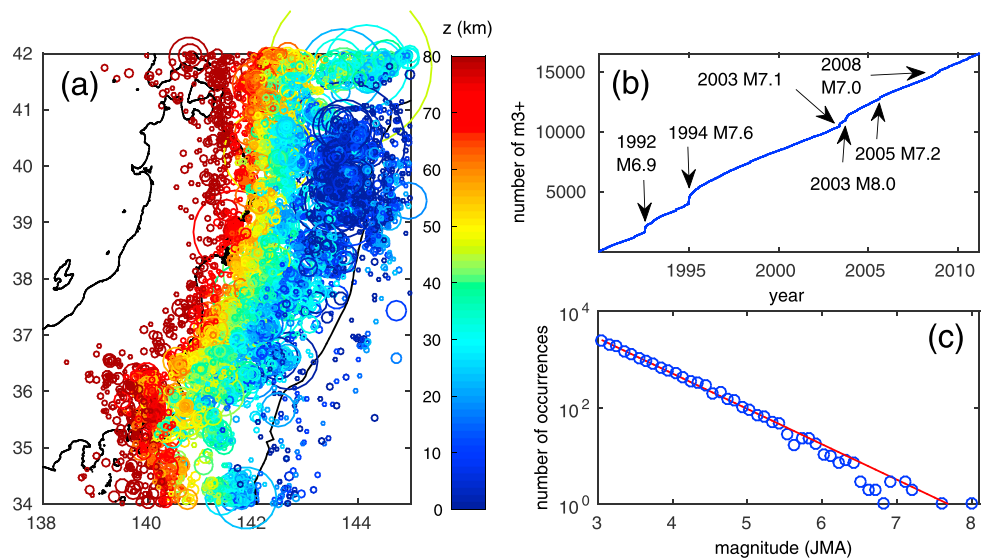 z (km)
(a)
42
41
40
39
38
37
36
35
34
138
140
142
144
80
70
60
50
40
30
20
10
0
(b)
number of m3+
15000
10000
5000
1992
M6.9
1994 M7.6
2003 M7.1
2008
M7.0
2005 M7.2
2003 M8.0
1995
2000
2005
2010
year
(c)
number of occurrences
10^4
10^2
10^0
3
4
5
6
7
8
magnitude (JMA)